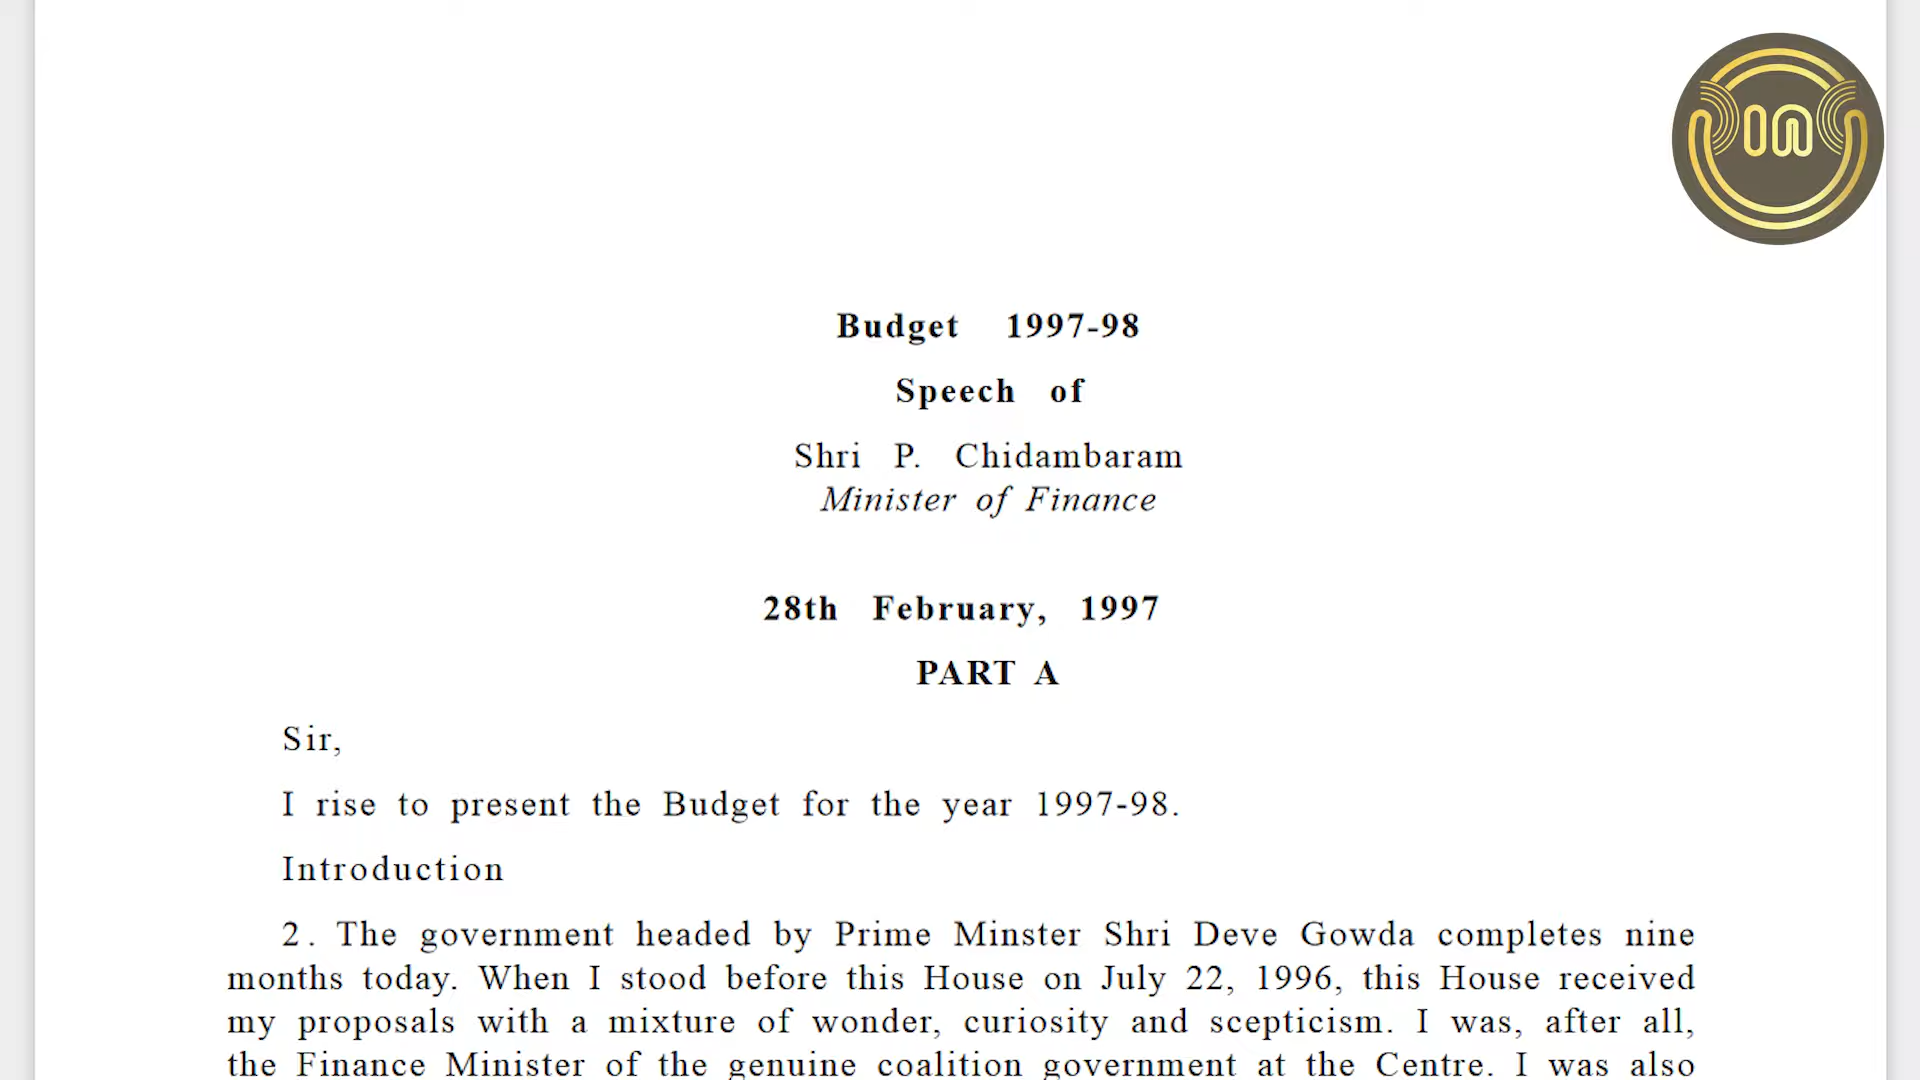 Budget 1997-98
Speech of
Shri P. Chidambaram
Minister of Finance
28th February, 1997
PART A
Sir,
I rise to present the Budget for the year 1997-98.
Introduction
2. The government headed by Prime Minster Shri Deve Gowda completes nine
months today. When I stood before this House on July 22, 1996, this House received
my proposals with a mixture of wonder, curiosity and scepticism. I was, after all,
the Finance Minister of the genuine coalition government at the Centre. I was also